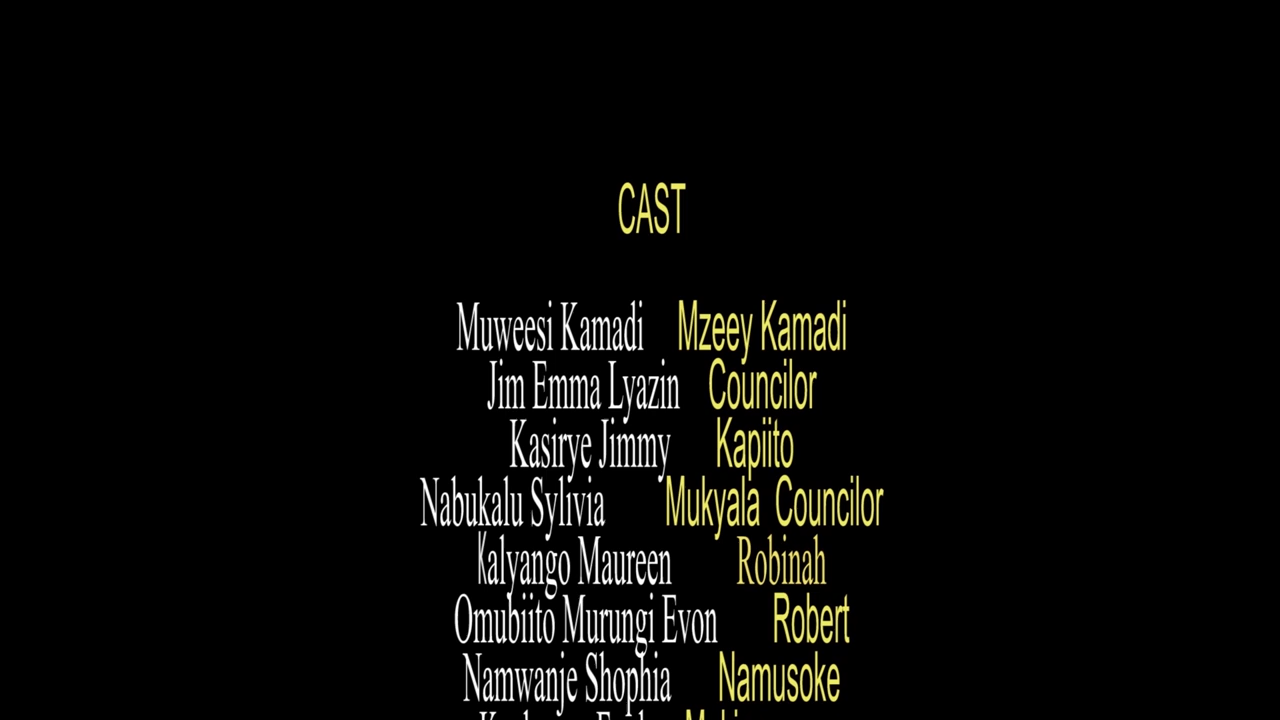 CAST
Muweesi Kamadi Mzeey Kamadi
Jim Emma Lyazin Councilor
Kasirye Jimmy Kapiito
Nabukalu Sylivia Mukyala Councilor
Kalyango Maureen Robinah
Omubiito Murungi Evon Robert
Namwanje Shophia Namusoke